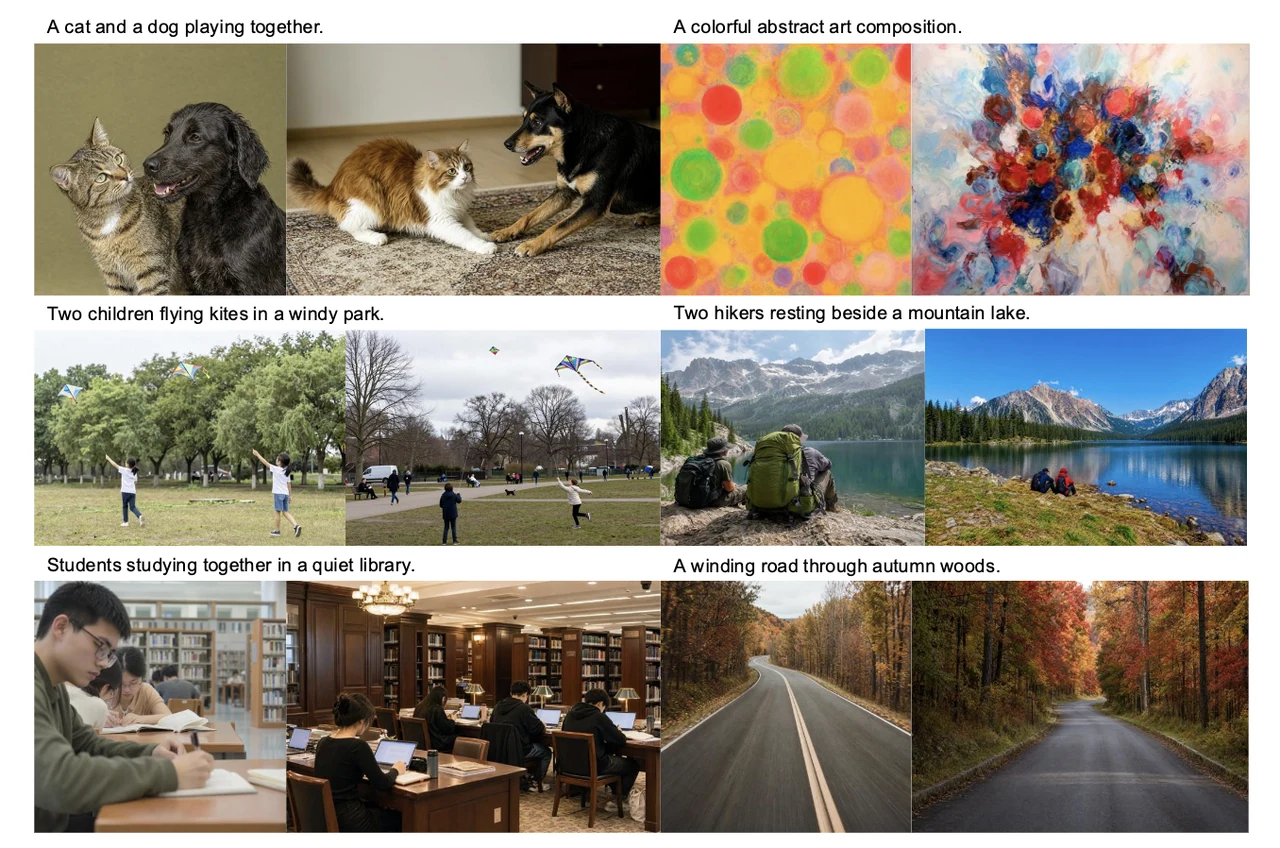 A cat and a dog playing together.
A colorful abstract art composition.
Two children flying kites in a windy park.
Two hikers resting beside a mountain lake.
Students studying together in a quiet library.
A winding road through autumn woods.